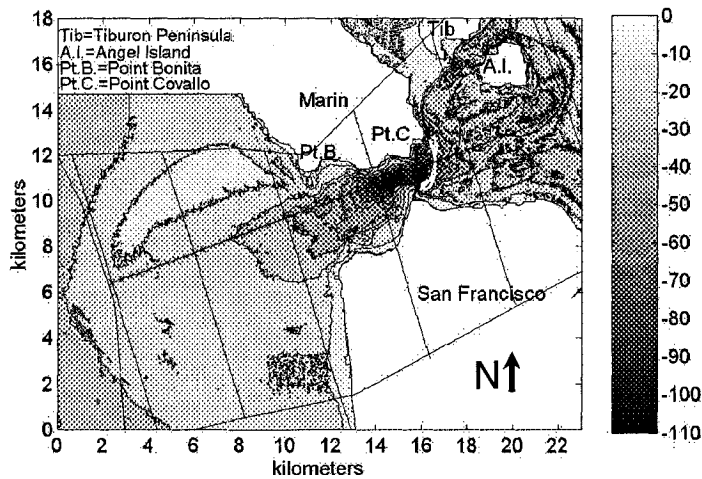 18
16
14
12
10
8
6
4
2
0
kilometers
Tib=Tiburon Peninsula
A.I.=Angel Island
Pt.B.=Point Bonita
Pt.C.=Point Covallo
Tib
A.I.
Marin
Pt.C.
Pt.B.
San Francisco
N
0 2 4 6 8 10 12 14 16 18 20 22
kilometers
0
-10
-20
-30
-40
-50
-60
-70
-80
-90
-100
-110